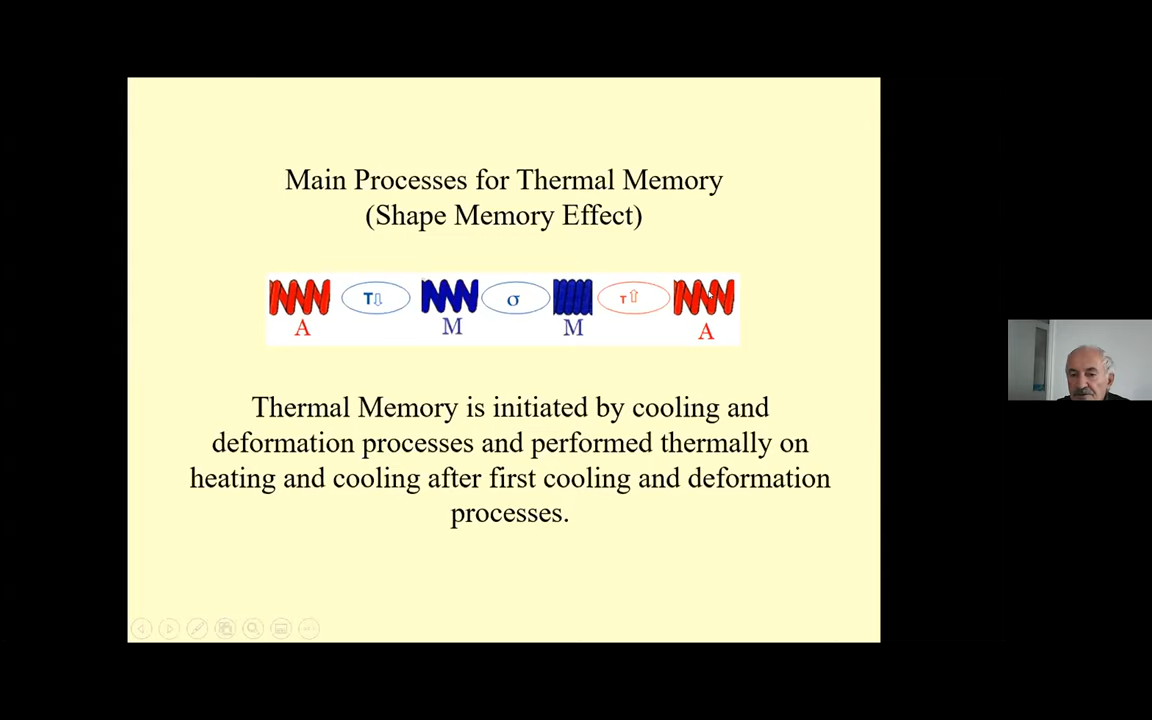 Main Processes for Thermal Memory
(Shape Memory Effect)
T⇩ σ T⇧
A M M A
Thermal Memory is initiated by cooling and
deformation processes and performed thermally on
heating and cooling after first cooling and deformation
processes.